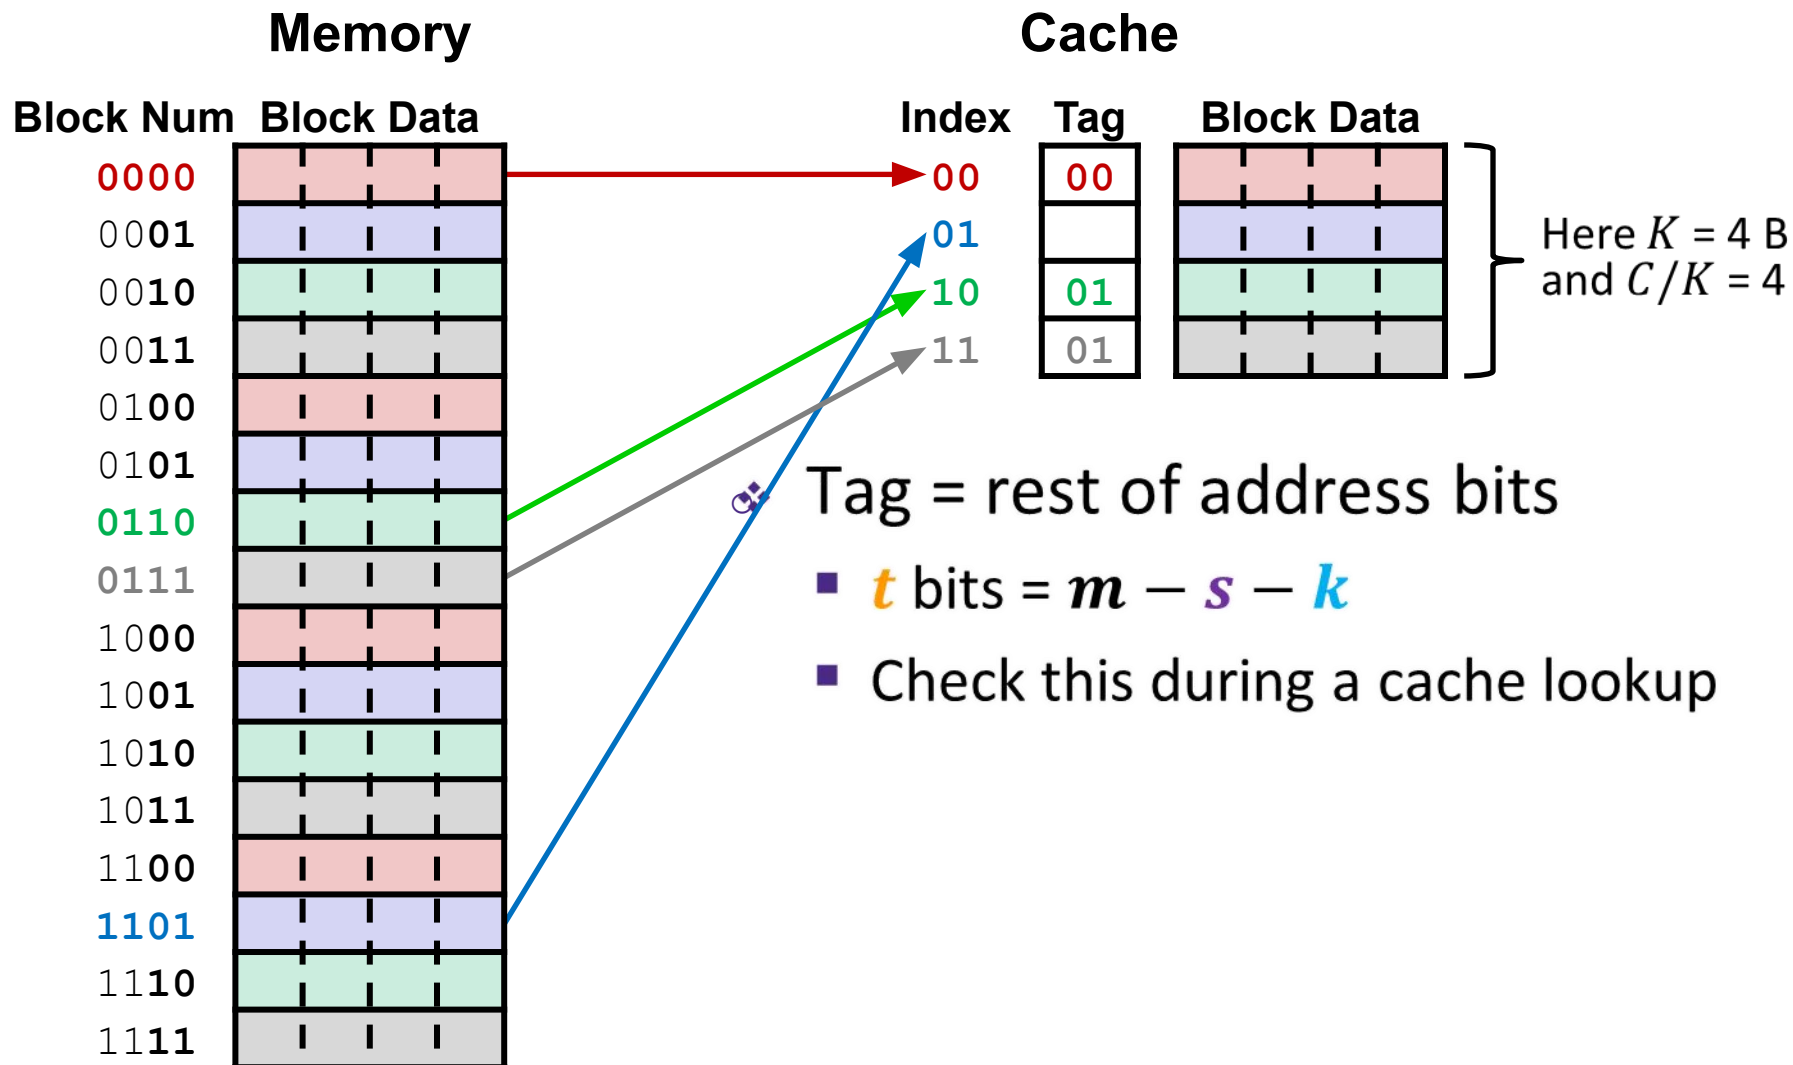 Memory
Cache
Block Num Block Data
Index Tag Block Data
0000
0001
0010
0011
0100
0101
0110
0111
1000
1001
1010
1011
1100
1101
1110
1111
00 00
01
10 01
11 01
Here K = 4 B
and C/K = 4
Tag = rest of address bits
t bits = m − s − k
Check this during a cache lookup